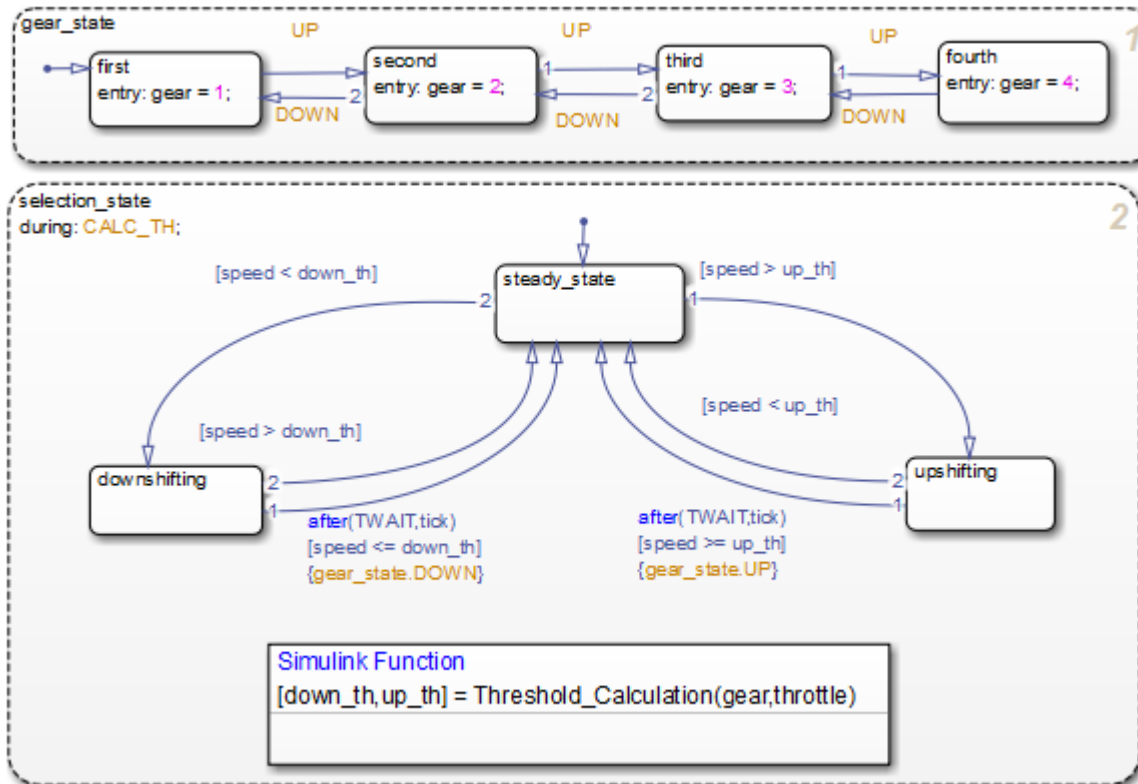 gear_state
1
UP
UP
UP
first
entry: gear = 1;
second
entry: gear = 2;
third
entry: gear = 3;
fourth
entry: gear = 4;
1
2
1
2
1
DOWN
DOWN
DOWN
selection_state
during: CALC_TH;
2
[speed < down_th]
steady_state
[speed > up_th]
2
1
[speed > down_th]
[speed < up_th]
downshifting
2
1
upshifting
2
1
after(TWAIT,tick)
[speed <= down_th]
{gear_state.DOWN}
after(TWAIT,tick)
[speed >= up_th]
{gear_state.UP}
Simulink Function
[down_th,up_th] = Threshold_Calculation(gear,throttle)